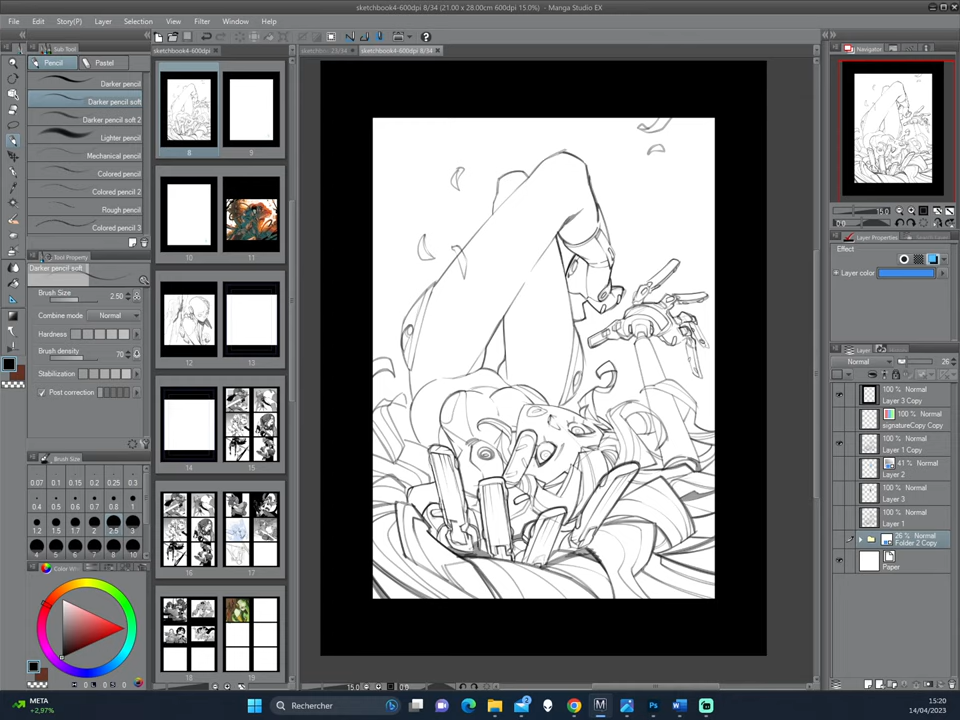 sketchbook4-600dpi 8/34 (21.00 x 28.00cm 600dpi 15.0%) - Manga Studio EX
File Edit Story(P) Layer Selection View Filter Window Help
Sub Tool
Pencil Pastel
Darker pencil
Darker pencil soft
Darker pencil soft 2
Lighter pencil
Mechanical pencil
Colored pencil
Colored pencil 2
Rough pencil
Colored pencil 3
Tool Property
Darker pencil soft
Brush Size 2.50
Combine mode Normal
Hardness
Brush density 70
Stabilization
Post correction
Brush Size
0.07 0.1 0.15 0.2 0.25 0.3
0.4 0.5 0.6 0.7 0.8 1
1.2 1.5 1.7 2 2.5 3
4 5 6 7 8 10
sketchbook4-600dpi
8 9
10 11
12 13
14 15
16 17
18 19
sketchbook4-600dpi 8/34
15.0
0.0
Navigator
15.0
0.0
Layer Properties
Effect
Layer color
Layer
Normal 26
100 % Normal
Layer 3 Copy
100 % Normal
signatureCopy Copy
100 % Normal
Layer 1 Copy
41 % Normal
Layer 2
100 % Normal
Layer 3
100 % Normal
Layer 1
26 % Normal
Folder 2 Copy
Paper
META
+2,97%
Rechercher
15:20
14/04/2023